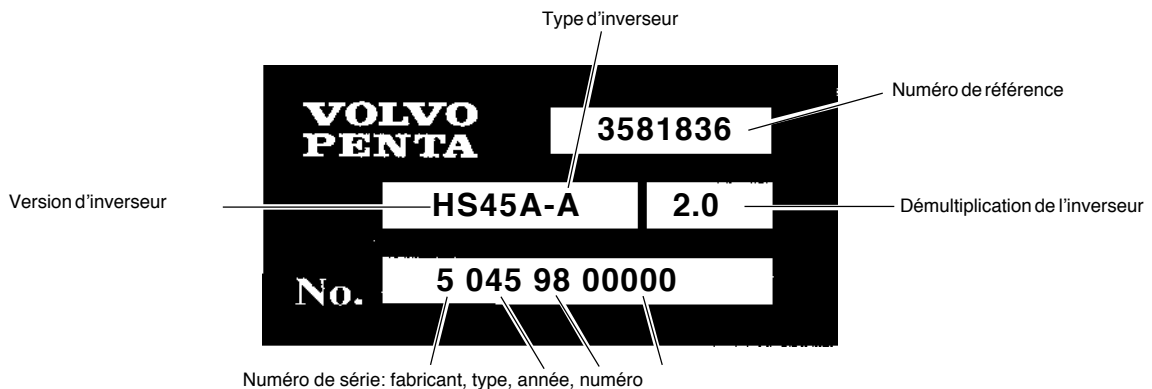 Type d'inverseur
VOLVO
PENTA
3581836
Numéro de référence
Version d'inverseur
HS45A-A
2.0
Démultiplication de l'inverseur
No.
5 045 98 00000
Numéro de série: fabricant, type, année, numéro